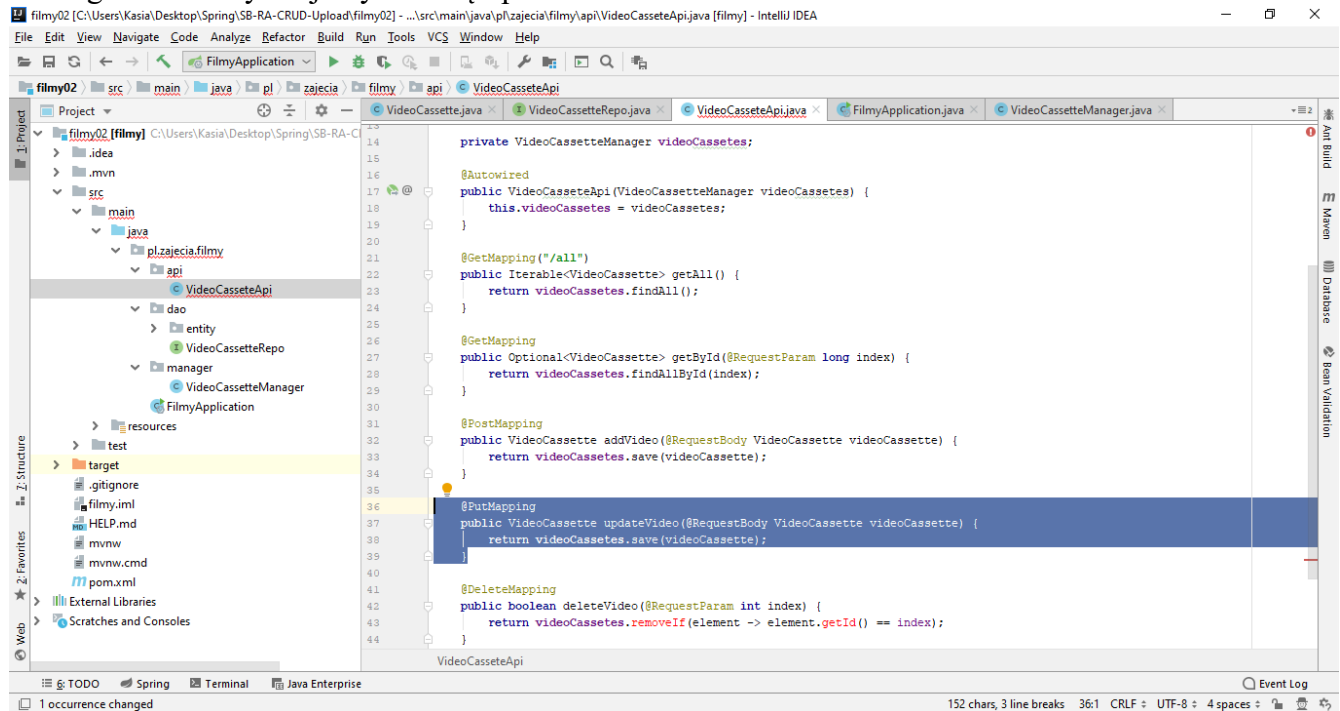 filmy02 [C:\Users\Kasia\Desktop\Spring\SB-RA-CRUD-Upload\filmy02] - ...\src\main\java\pl\zajecia\filmy\api\VideoCasseteApi.java [filmy] - IntelliJ IDEA
File Edit View Navigate Code Analyze Refactor Build Run Tools VCS Window Help
FilmyApplication
filmy02 src main java pl zajecia filmy api VideoCasseteApi
Project
VideoCassette.java VideoCassetteRepo.java VideoCasseteApi.java FilmyApplication.java VideoCassetteManager.java
2
1: Project
filmy02 [filmy] C:\Users\Kasia\Desktop\Spring\SB-RA-C
.idea
.mvn
src
main
java
pl.zajecia.filmy
api
VideoCasseteApi
dao
entity
VideoCassetteRepo
manager
VideoCassetteManager
FilmyApplication
resources
test
target
.gitignore
filmy.iml
HELP.md
mvnw
mvnw.cmd
pom.xml
External Libraries
Scratches and Consoles
7: Structure
2: Favorites
Web
13
14 private VideoCassetteManager videoCassetes;
15
16 @Autowired
17 public VideoCasseteApi(VideoCassetteManager videoCassetes) {
18 this.videoCassetes = videoCassetes;
19 }
20
21 @GetMapping("/all")
22 public Iterable<VideoCassette> getAll() {
23 return videoCassetes.findAll();
24 }
25
26 @GetMapping
27 public Optional<VideoCassette> getById(@RequestParam long index) {
28 return videoCassetes.findAllById(index);
29 }
30
31 @PostMapping
32 public VideoCassette addVideo(@RequestBody VideoCassette videoCassette) {
33 return videoCassetes.save(videoCassette);
34 }
35
36 @PutMapping
37 public VideoCassette updateVideo(@RequestBody VideoCassette videoCassette) {
38 return videoCassetes.save(videoCassette);
39 }
40
41 @DeleteMapping
42 public boolean deleteVideo(@RequestParam int index) {
43 return videoCassetes.removeIf(element -> element.getId() == index);
44 }
VideoCasseteApi
Ant Build
Maven
Database
Bean Validation
6: TODO Spring Terminal Java Enterprise Event Log
1 occurrence changed 152 chars, 3 line breaks 36:1 CRLF UTF-8 4 spaces